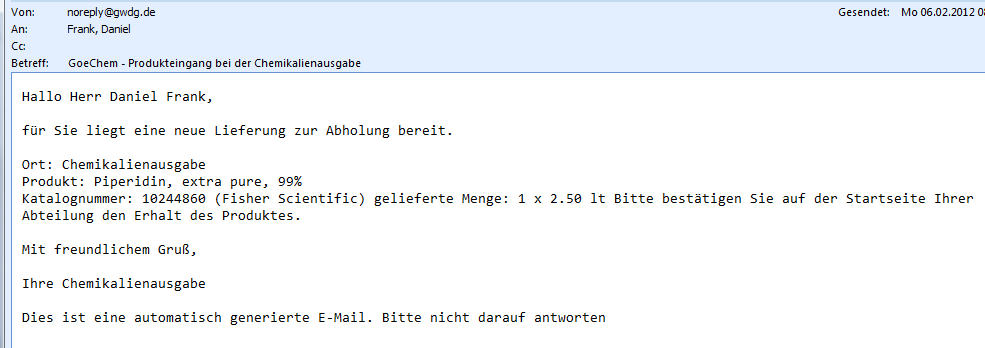 Von: noreply@gwdg.de Gesendet: Mo 06.02.2012
An: Frank, Daniel
Cc:
Betreff: GoeChem - Produkteingang bei der Chemikalienausgabe
Hallo Herr Daniel Frank,
für Sie liegt eine neue Lieferung zur Abholung bereit.
Ort: Chemikalienausgabe
Produkt: Piperidin, extra pure, 99%
Katalognummer: 10244860 (Fisher Scientific) gelieferte Menge: 1 x 2.50 lt Bitte bestätigen Sie auf der Startseite Ihrer
Abteilung den Erhalt des Produktes.
Mit freundlichem Gruß,
Ihre Chemikalienausgabe
Dies ist eine automatisch generierte E-Mail. Bitte nicht darauf antworten